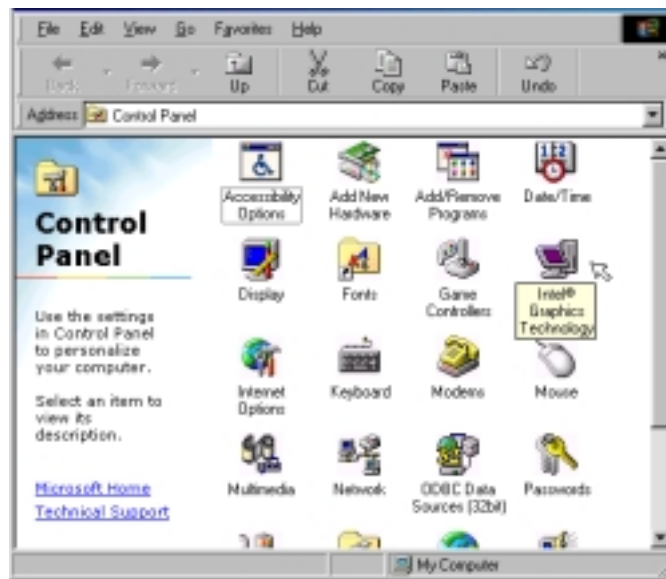 File Edit View Go Favorites Help
Back Forward Up Cut Copy Paste Undo
Address Control Panel
Control
Panel
Use the settings
in Control Panel
to personalize
your computer.
Select an item to
view its
description.
Microsoft Home
Technical Support
Accessibility
Options
Add New
Hardware
Add/Remove
Programs
Date/Time
Display
Fonts
Game
Controllers
Intel®
Graphics
Technology
Internet
Options
Keyboard
Modems
Mouse
Multimedia
Network
ODBC Data
Sources (32bit)
Passwords
My Computer